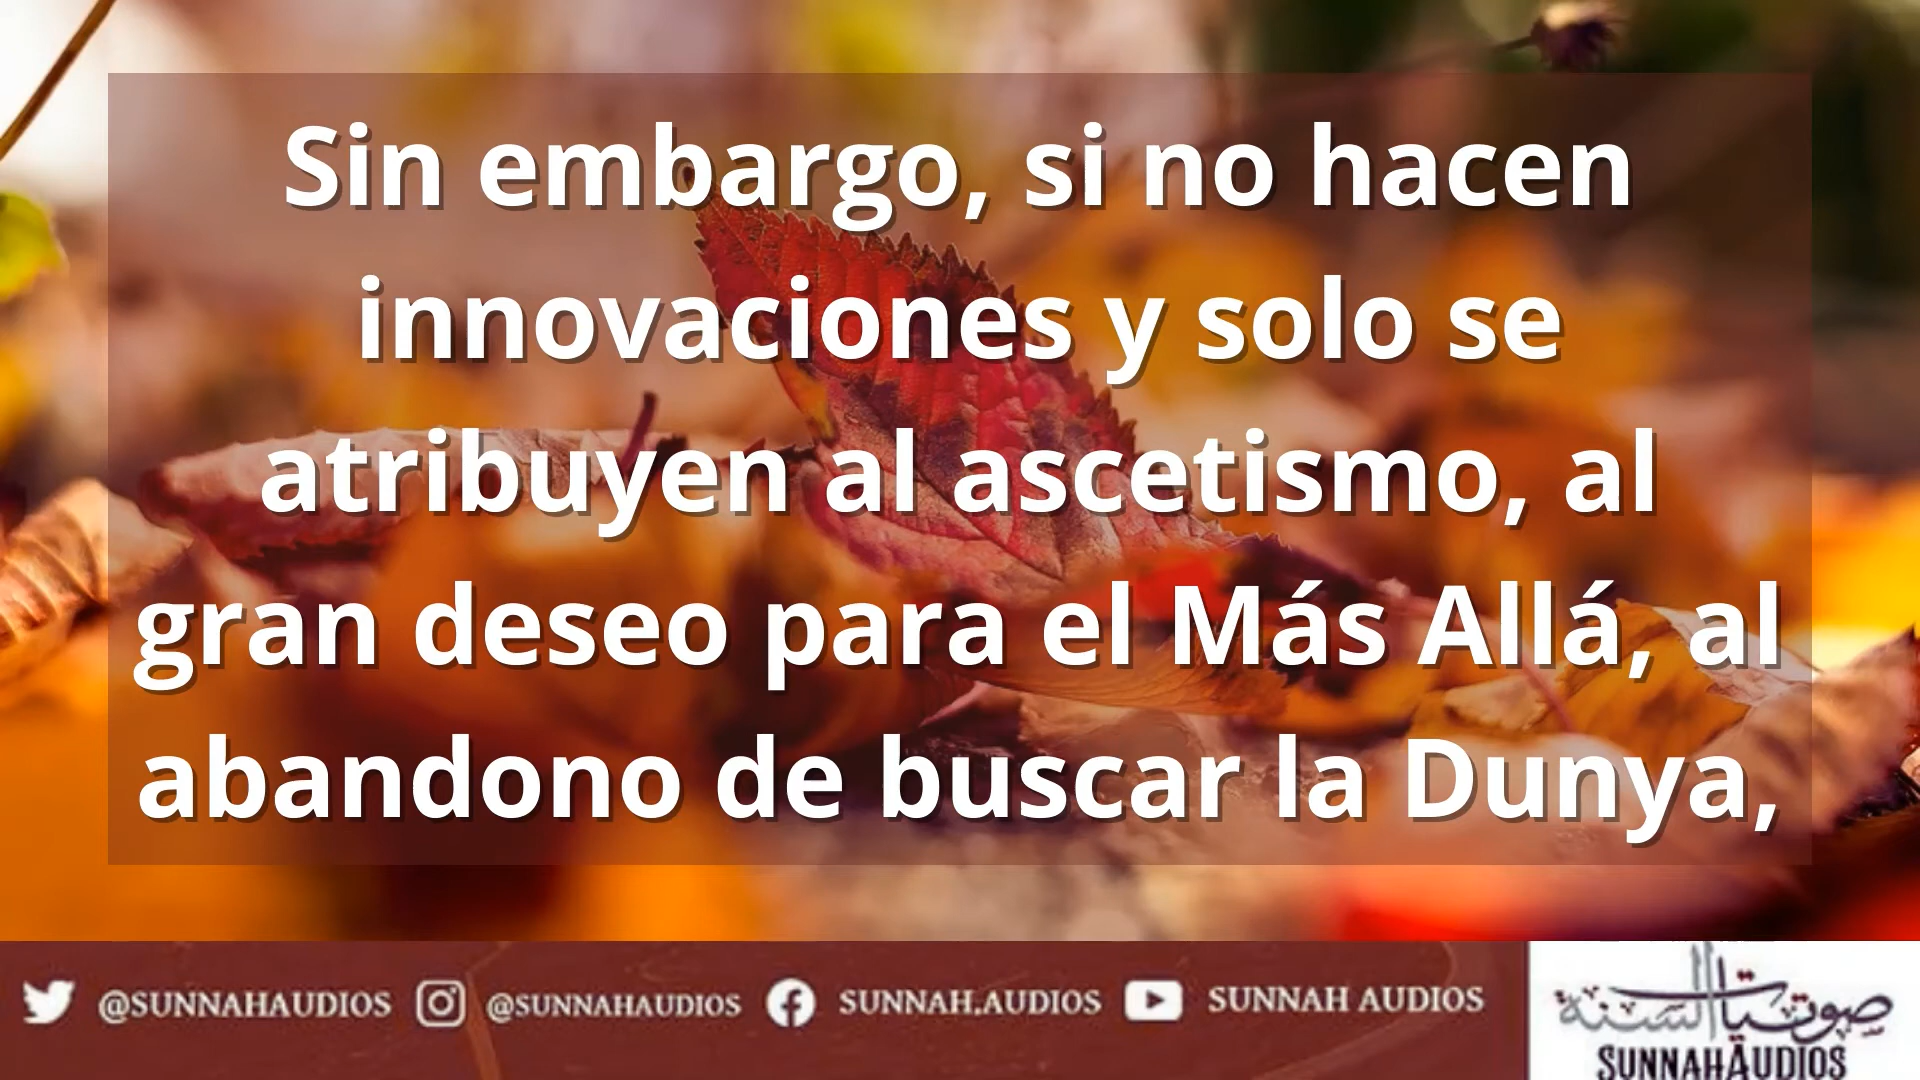 Sin embargo, si no hacen
innovaciones y solo se
atribuyen al ascetismo, al
gran deseo para el Más Allá, al
abandono de buscar la Dunya,
@SUNNAHAUDIOS @SUNNAHAUDIOS SUNNAH.AUDIOS SUNNAH AUDIOS
صوتيات السنة
SUNNAHAUDIOS